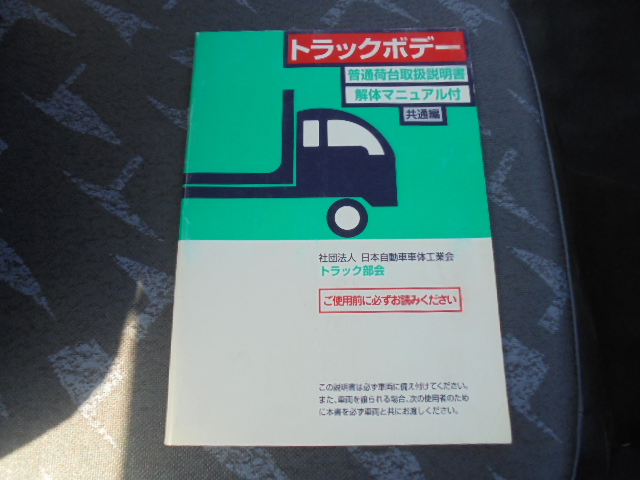 トラックボデー
普通荷台取扱説明書
解体マニュアル付
共通編
社団法人 日本自動車車体工業会
トラック部会
ご使用前に必ずお読みください
この説明書は必ず車両に備え付けてください。
また、車両を譲られる場合、次の使用者のため
に本書を必ず車両と共にお渡しください。